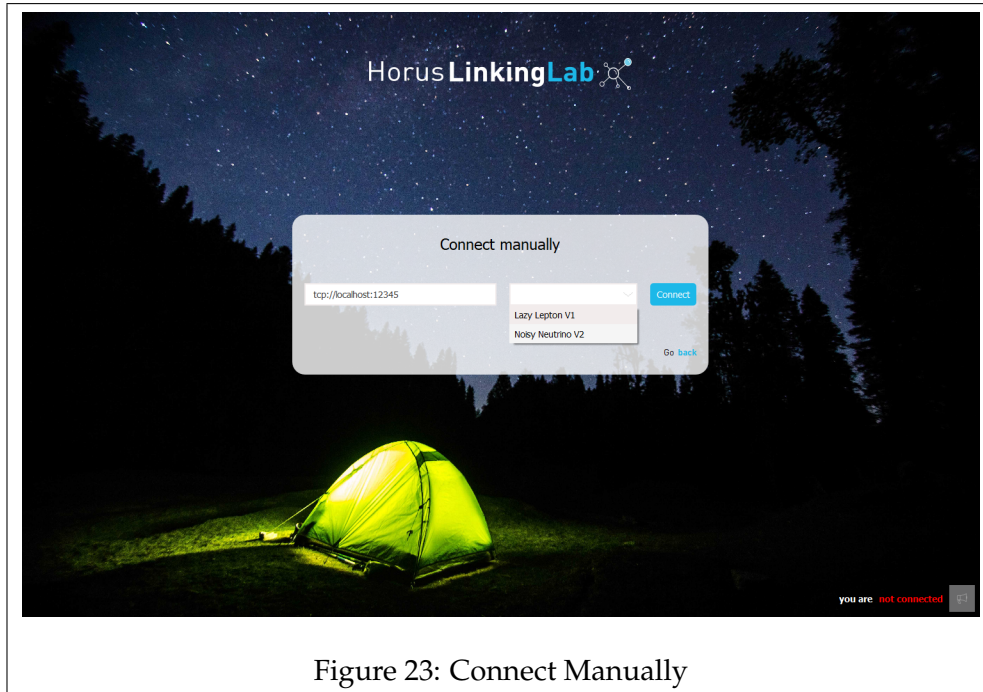 Horus LinkingLab
Connect manually
tcp://localhost:12345
Connect
Lazy Lepton V1
Noisy Neutrino V2
Go back
you are not connected
Figure 23: Connect Manually